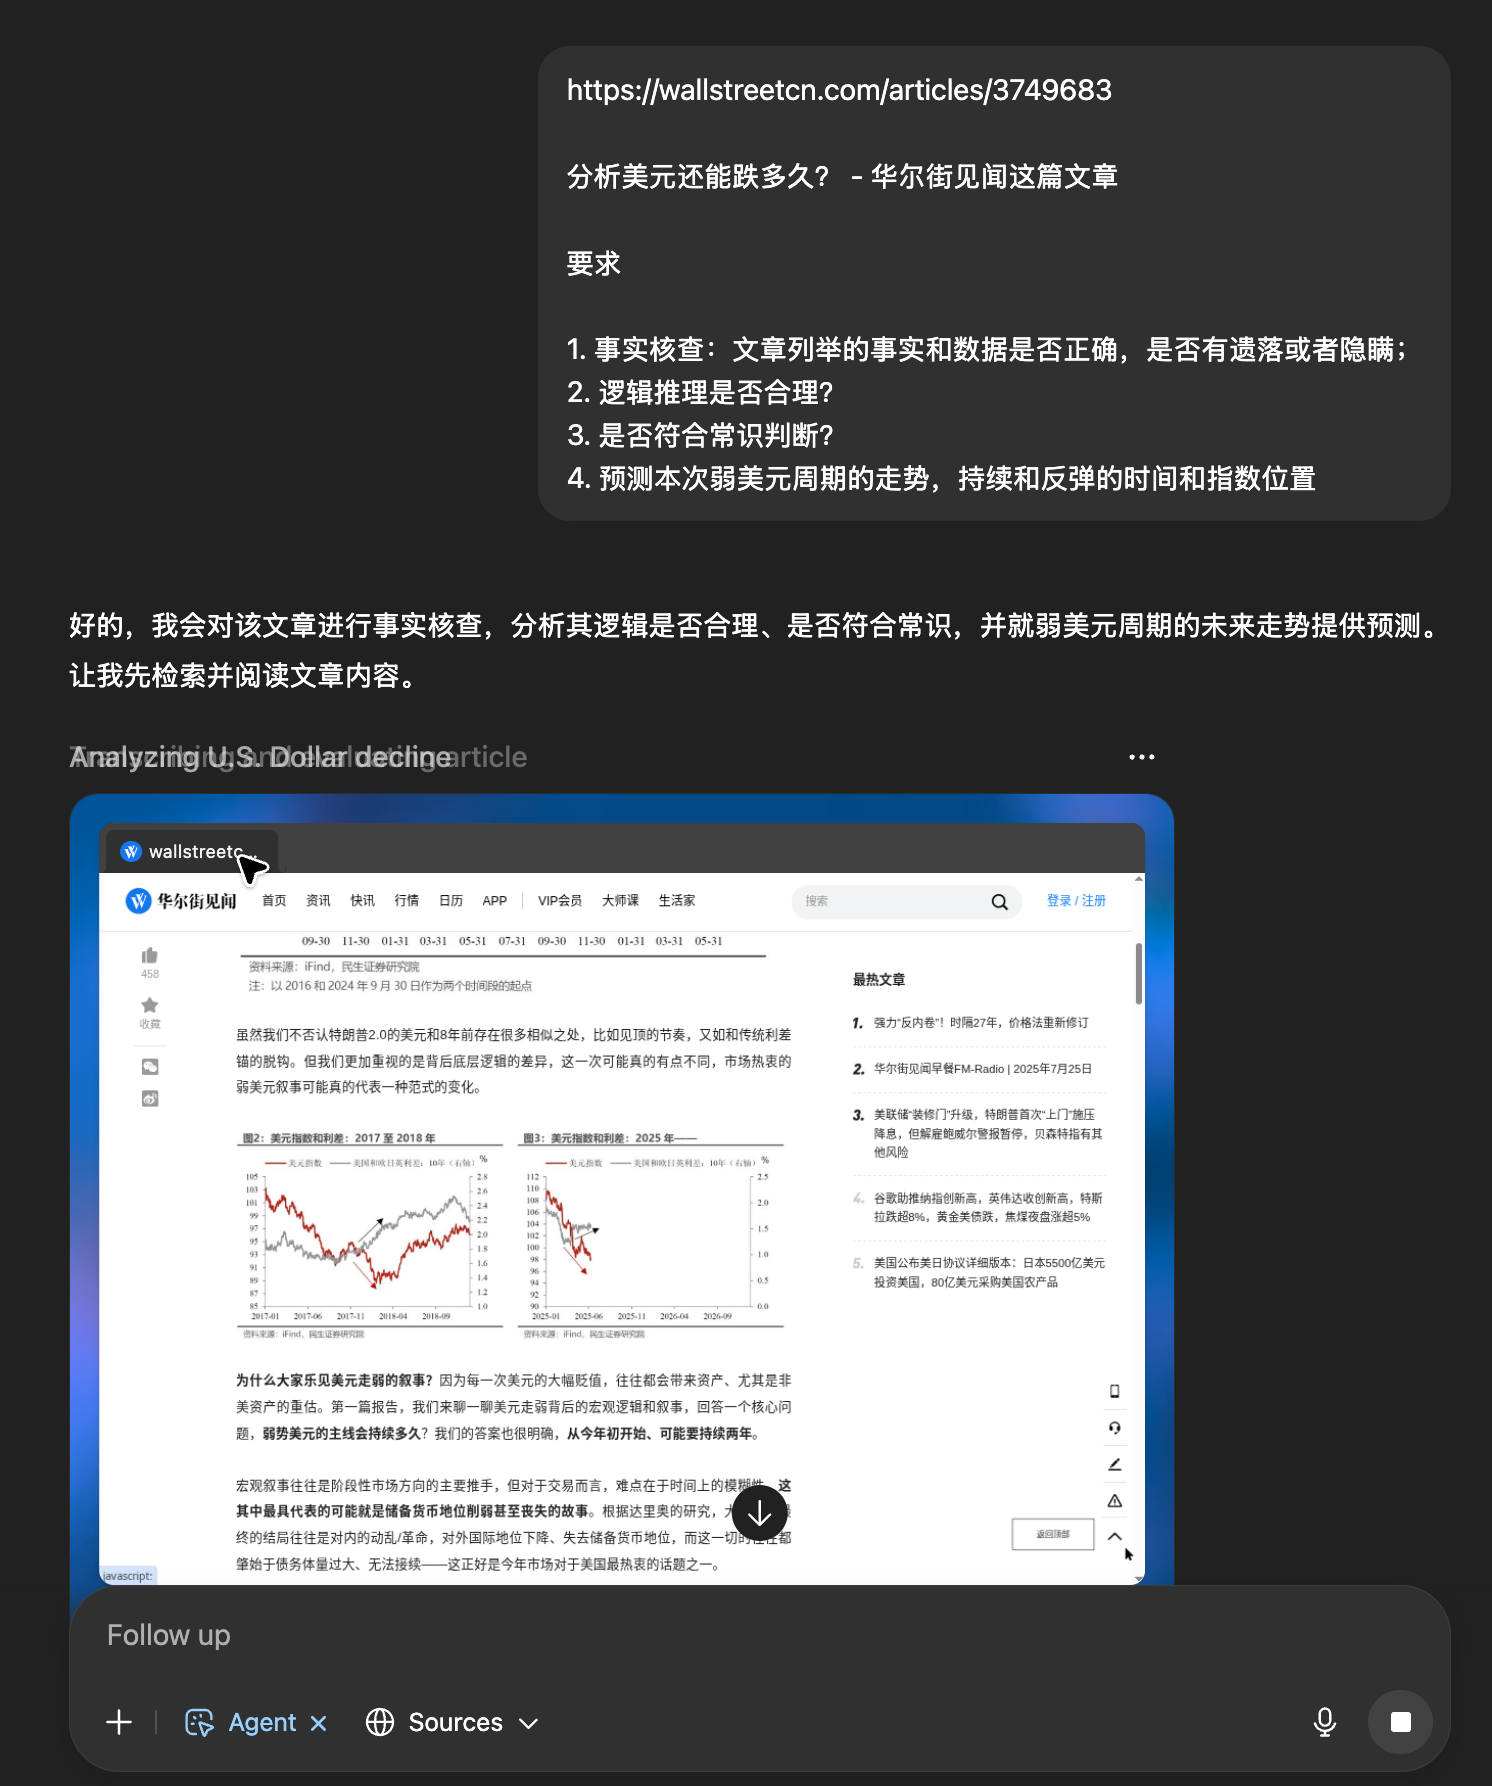 https://wallstreetcn.com/articles/3749683
分析美元还能跌多久？ - 华尔街见闻这篇文章
要求
1. 事实核查：文章列举的事实和数据是否正确，是否有遗落或者隐瞒；
2. 逻辑推理是否合理？
3. 是否符合常识判断？
4. 预测本次弱美元周期的走势，持续和反弹的时间和指数位置
好的，我会对该文章进行事实核查，分析其逻辑是否合理、是否符合常识，并就弱美元周期的未来走势提供预测。
让我先检索并阅读文章内容。
Analyzing U.S. Dollar decline
wallstreetc...
华尔街见闻 首页 资讯 快讯 行情 日历 APP VIP会员 大师课 生活家 搜索 登录 / 注册
09-30 11-30 01-31 03-31 05-31 07-31 09-30 11-30 01-31 03-31 05-31
资料来源：iFind，民生证券研究院
注：以 2016 和 2024 年 9 月 30 日作为两个时间段的起点
458
收藏
虽然我们不否认特朗普2.0的美元和8年前存在很多相似之处，比如见顶的节奏，又如和传统利差
锚的脱钩。但我们更加重视的是背后底层逻辑的差异，这一次可能真的有点不同，市场热衷的
弱美元叙事可能真的代表一种范式的变化。
图2：美元指数和利差：2017 至 2018 年
美元指数 美国和欧日英利差：10年（右轴） %
105 2.8
103 2.6
101 2.4
99 2.2
97 2.0
95 1.8
93 1.6
91 1.4
89 1.2
87 1.0
85
2017-01 2017-06 2017-11 2018-04 2018-09
资料来源：iFind，民生证券研究院
图3：美元指数和利差：2025 年——
美元指数 美国和欧日英利差：10年（右轴） %
112 2.5
110
108 2.0
106
104 1.5
102
100 1.0
98
96 0.5
94
92
90 0.0
2025-01 2025-06 2025-11 2026-04 2026-09
资料来源：iFind，民生证券研究院
为什么大家乐见美元走弱的叙事？因为每一次美元的大幅贬值，往往都会带来资产、尤其是非
美资产的重估。第一篇报告，我们来聊一聊美元走弱背后的宏观逻辑和叙事，回答一个核心问
题，弱势美元的主线会持续多久？我们的答案也很明确，从今年初开始、可能要持续两年。
宏观叙事往往是阶段性市场方向的主要推手，但对于交易而言，难点在于时间上的模糊性。这
其中最具代表的可能就是储备货币地位削弱甚至丧失的故事。根据达里奥的研究，
终的结局往往是对内的动乱/革命，对外国际地位下降、失去储备货币地位，而这一切的往往都
肇始于债务体量过大、无法接续——这正好是今年市场对于美国最热衷的话题之一。
最热文章
1. 强力“反内卷”！时隔27年，价格法重新修订
2. 华尔街见闻早餐FM-Radio | 2025年7月25日
3. 美联储“装修门”升级，特朗普首次“上门”施压
降息，但解雇鲍威尔警报暂停，贝森特指有其
他风险
4. 谷歌助推纳指创新高，英伟达收创新高，特斯
拉跌超8%，黄金美债跌，焦煤夜盘涨超5%
5. 美国公布美日协议详细版本：日本5500亿美元
投资美国，80亿美元采购美国农产品
返回顶部
javascript:
Follow up
Agent Sources